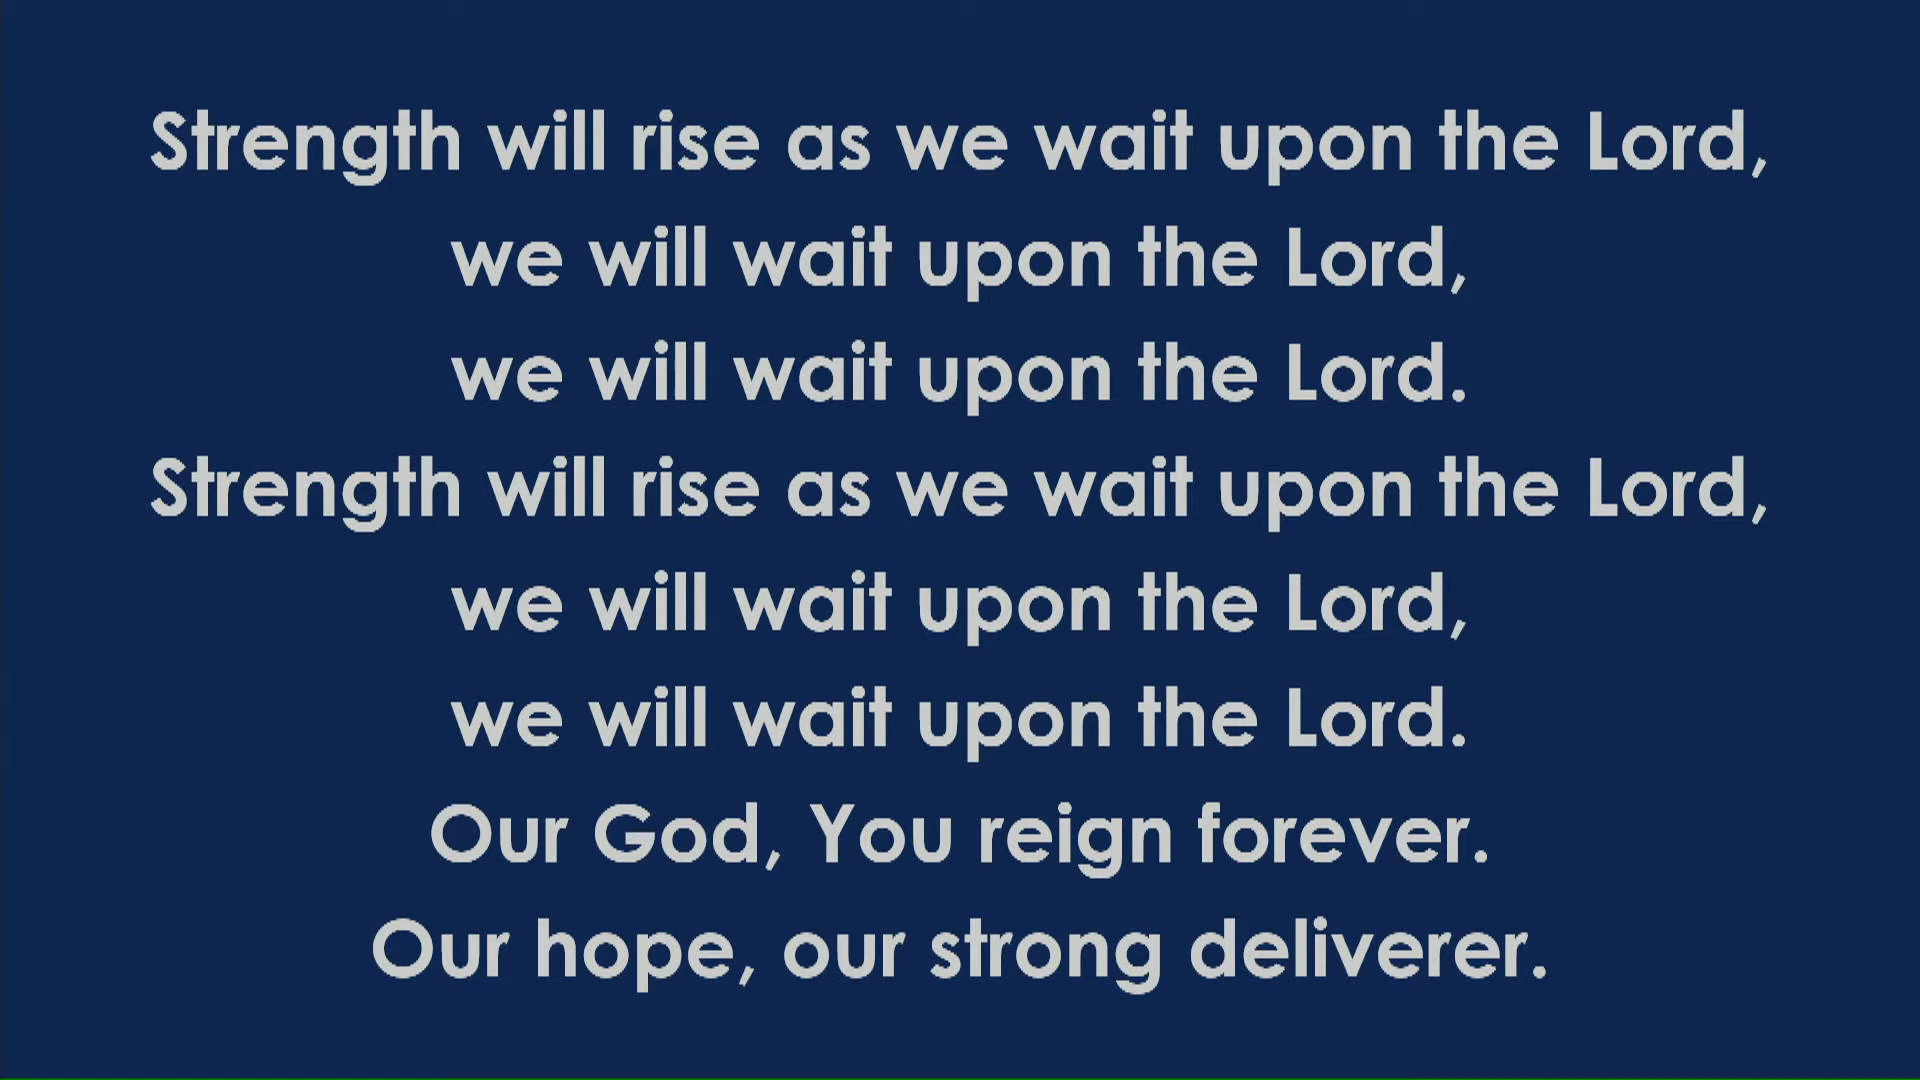 Strength will rise as we wait upon the Lord,
we will wait upon the Lord,
we will wait upon the Lord.
Strength will rise as we wait upon the Lord,
we will wait upon the Lord,
we will wait upon the Lord.
Our God, You reign forever.
Our hope, our strong deliverer.